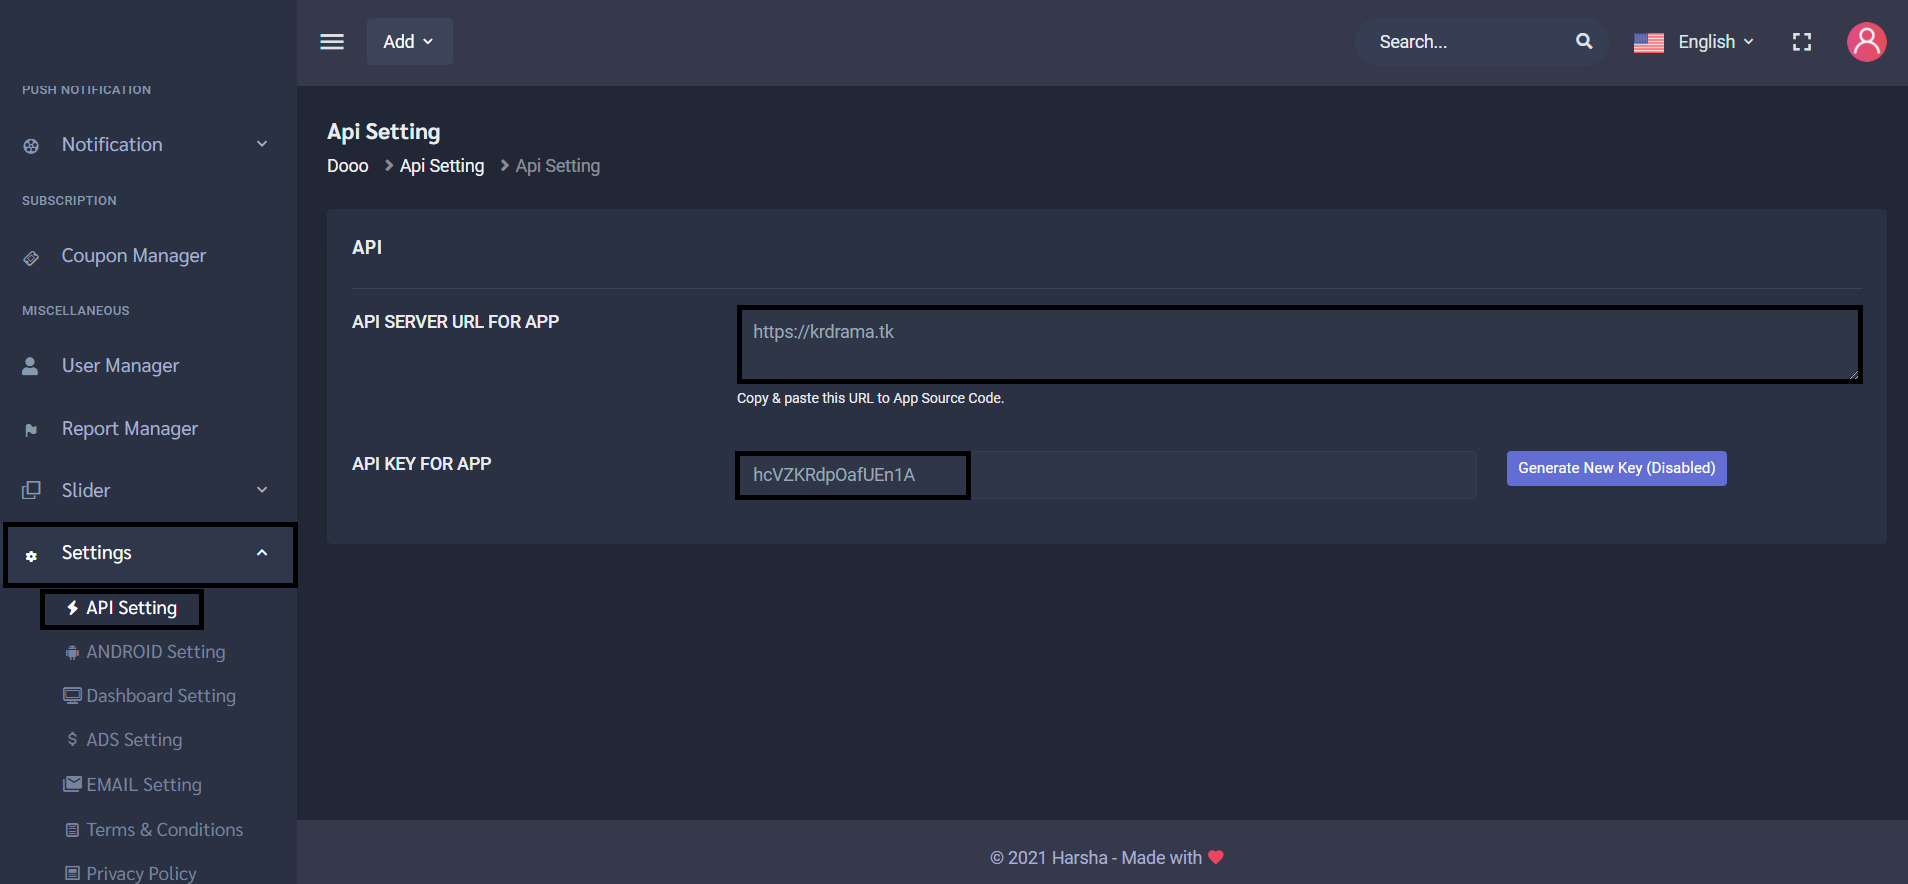 Add
Search...
English
PUSH NOTIFICATION
Notification
SUBSCRIPTION
Coupon Manager
MISCELLANEOUS
User Manager
Report Manager
Slider
Settings
API Setting
ANDROID Setting
Dashboard Setting
$ ADS Setting
EMAIL Setting
Terms & Conditions
Privacy Policy
Api Setting
Dooo > Api Setting > Api Setting
API
API SERVER URL FOR APP
https://krdrama.tk
Copy & paste this URL to App Source Code.
API KEY FOR APP
hcVZKRdpOafUEn1A
Generate New Key (Disabled)
© 2021 Harsha - Made with ❤